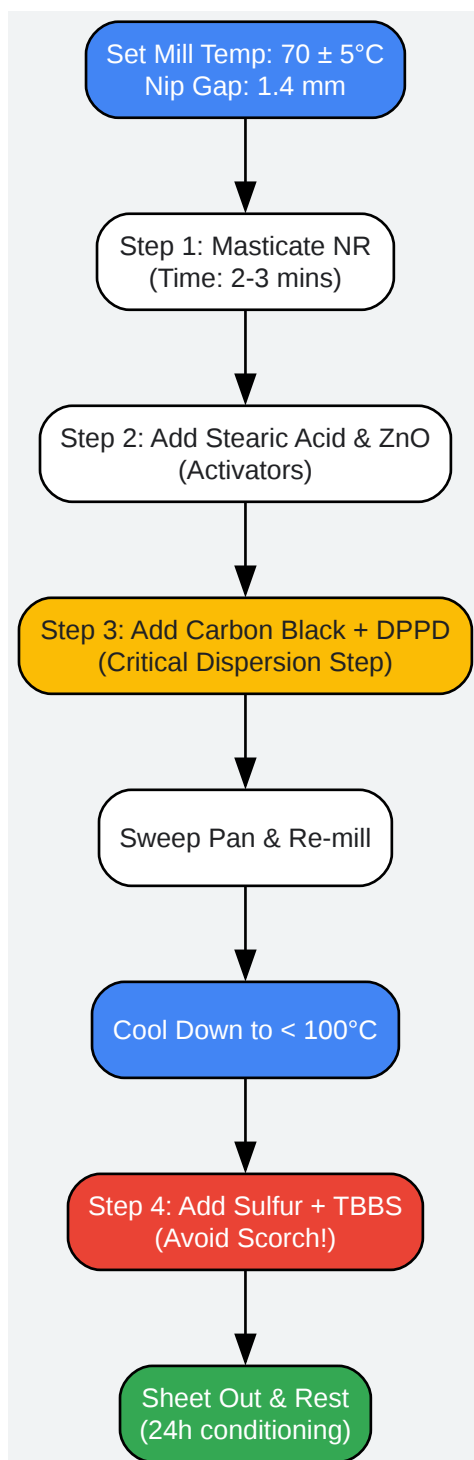 Set Mill Temp: 70 ± 5°C
Nip Gap: 1.4 mm
Step 1: Masticate NR
(Time: 2-3 mins)
Step 2: Add Stearic Acid & ZnO
(Activators)
Step 3: Add Carbon Black + DPPD
(Critical Dispersion Step)
Sweep Pan & Re-mill
Cool Down to < 100°C
Step 4: Add Sulfur + TBBS
(Avoid Scorch!)
Sheet Out & Rest
(24h conditioning)